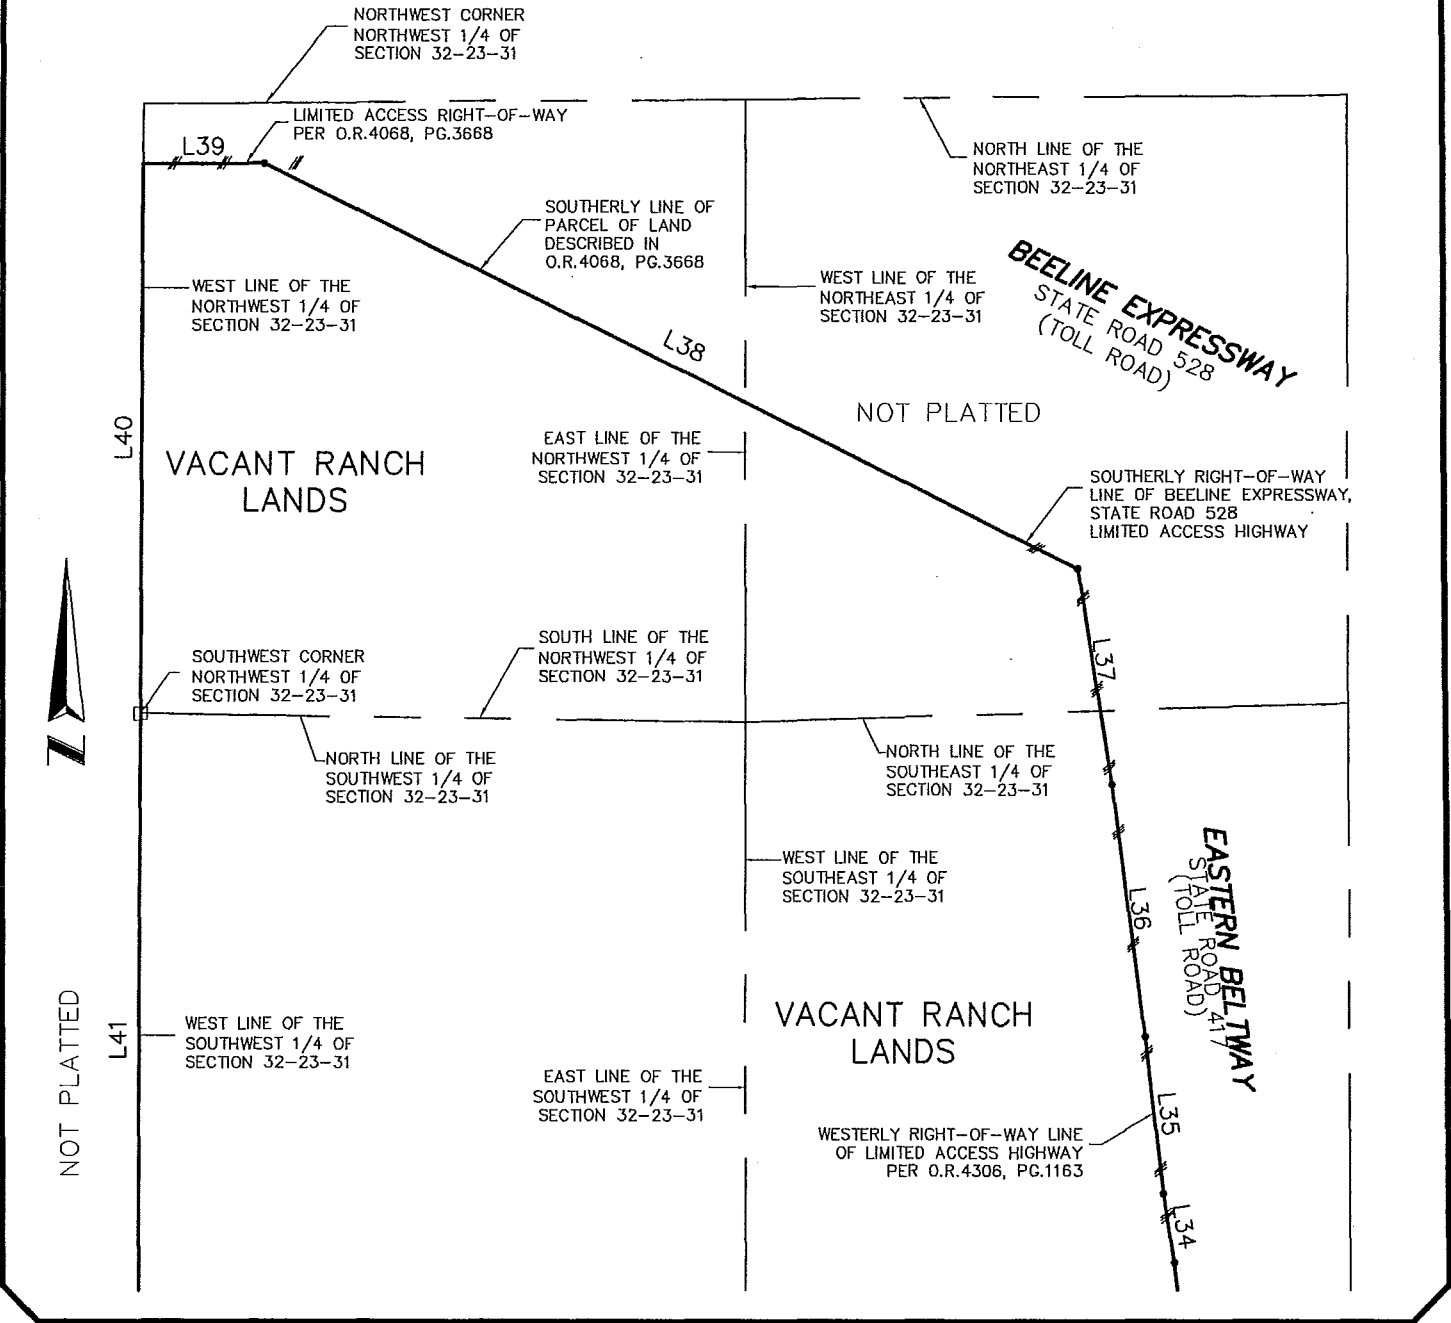 NORTHWEST CORNER
NORTHWEST 1/4 OF
SECTION 32-23-31
LIMITED ACCESS RIGHT-OF-WAY
PER O.R.4068, PG.3668
L39
NORTH LINE OF THE
NORTHEAST 1/4 OF
SECTION 32-23-31
SOUTHERLY LINE OF
PARCEL OF LAND
DESCRIBED IN
O.R.4068, PG.3668
WEST LINE OF THE
NORTHWEST 1/4 OF
SECTION 32-23-31
WEST LINE OF THE
NORTHEAST 1/4 OF
SECTION 32-23-31
BEELINE EXPRESSWAY
STATE ROAD 528
(TOLL ROAD)
L38
NOT PLATTED
L40
VACANT RANCH
LANDS
EAST LINE OF THE
NORTHWEST 1/4 OF
SECTION 32-23-31
SOUTHERLY RIGHT-OF-WAY
LINE OF BEELINE EXPRESSWAY,
STATE ROAD 528
LIMITED ACCESS HIGHWAY
SOUTHWEST CORNER
NORTHWEST 1/4 OF
SECTION 32-23-31
SOUTH LINE OF THE
NORTHWEST 1/4 OF
SECTION 32-23-31
L37
Z
NORTH LINE OF THE
SOUTHWEST 1/4 OF
SECTION 32-23-31
NORTH LINE OF THE
SOUTHEAST 1/4 OF
SECTION 32-23-31
WEST LINE OF THE
SOUTHEAST 1/4 OF
SECTION 32-23-31
L36
EASTERN BELTWAY
STATE ROAD 417
(TOLL ROAD)
NOT PLATTED
L41
WEST LINE OF THE
SOUTHWEST 1/4 OF
SECTION 32-23-31
VACANT RANCH
LANDS
EAST LINE OF THE
SOUTHWEST 1/4 OF
SECTION 32-23-31
L35
WESTERLY RIGHT-OF-WAY LINE
OF LIMITED ACCESS HIGHWAY
PER O.R.4306, PG.1163
L34